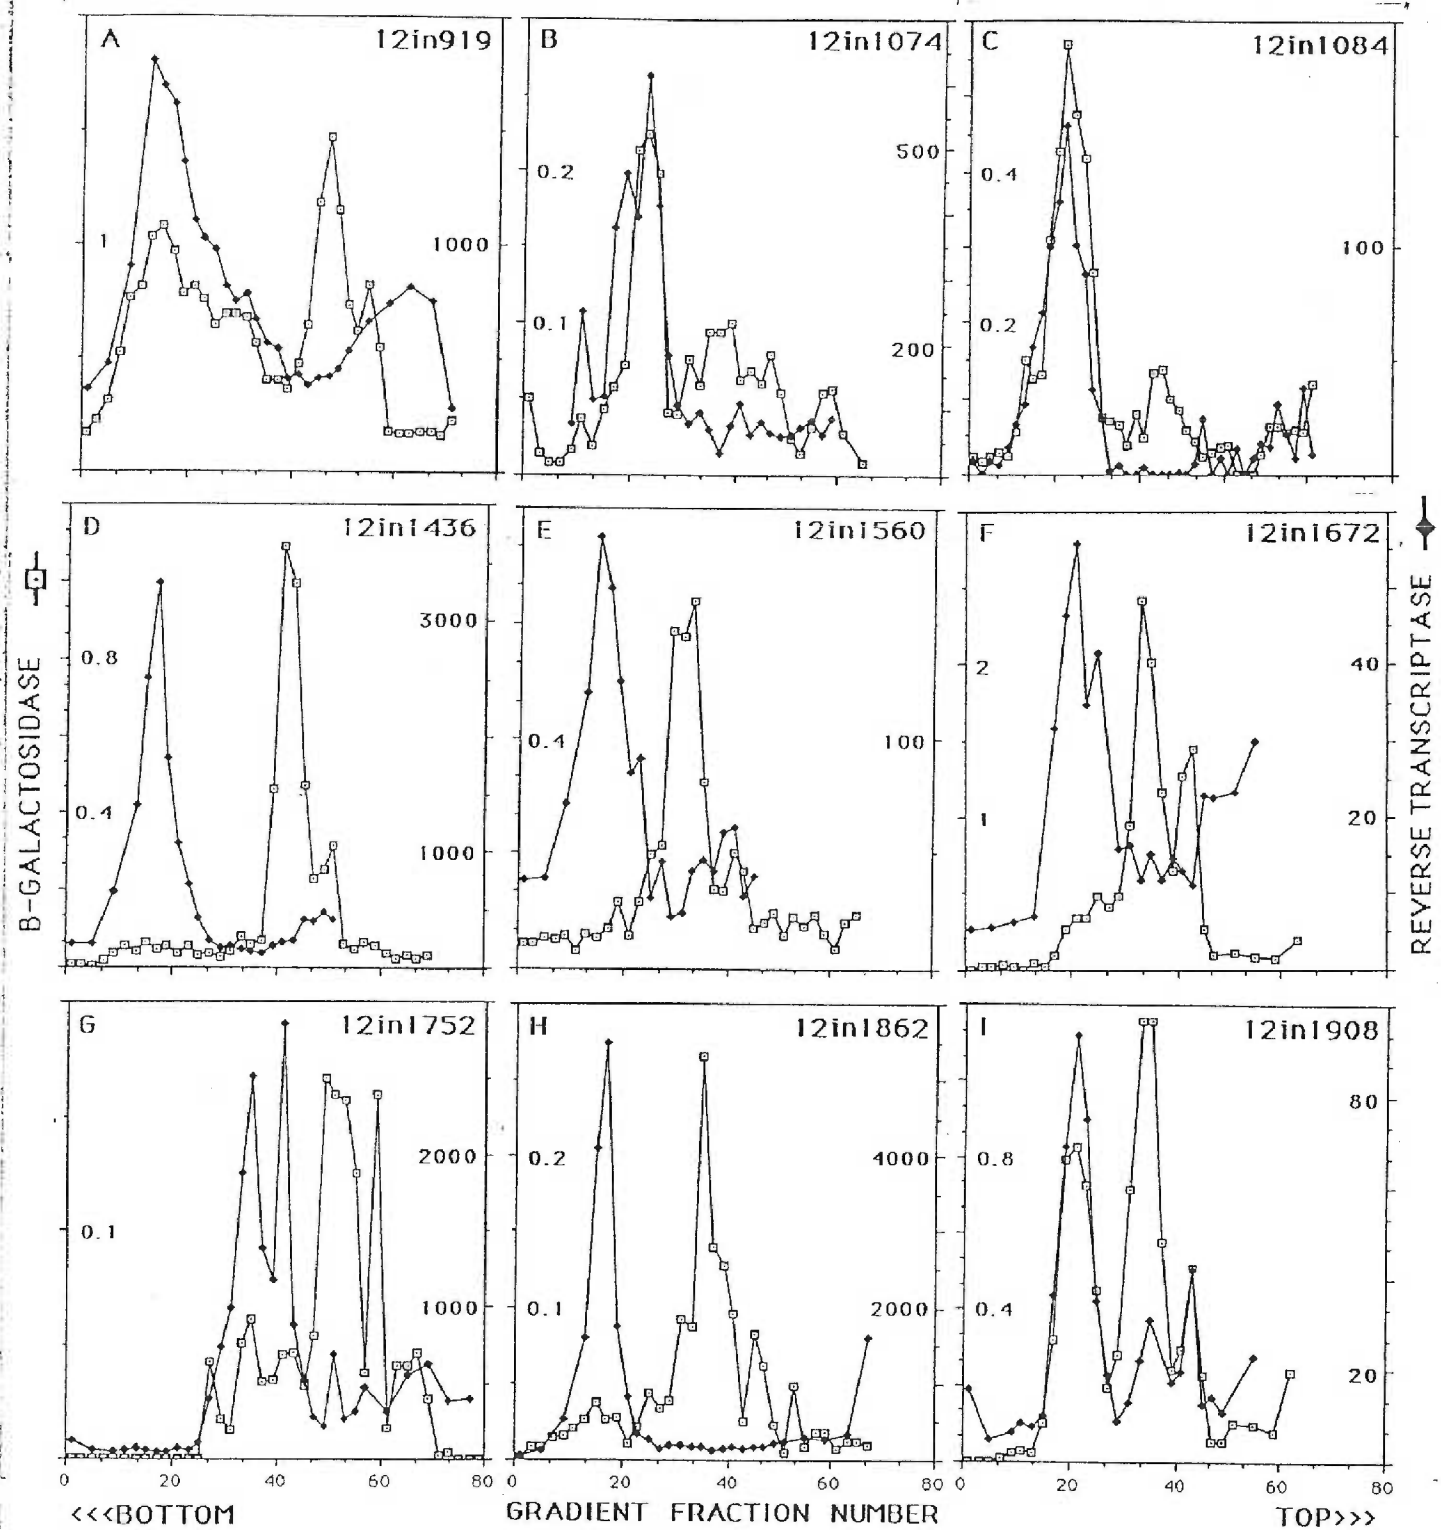 A 12in919
1
1000
B 12in1074
0.2
0.1
500
200
C 12in1084
0.4
0.2
100
D 12in1436
0.8
0.4
3000
1000
E 12in1560
0.4
100
F 12in1672
2
1
40
20
G 12in1752
0.1
2000
1000
H 12in1862
0.2
0.1
4000
2000
I 12in1908
0.8
0.4
80
20
B-GALACTOSIDASE
REVERSE TRANSCRIPTASE
0 20 40 60 80
0 20 40 60 80
0 20 40 60 80
<<<BOTTOM GRADIENT FRACTION NUMBER TOP>>>